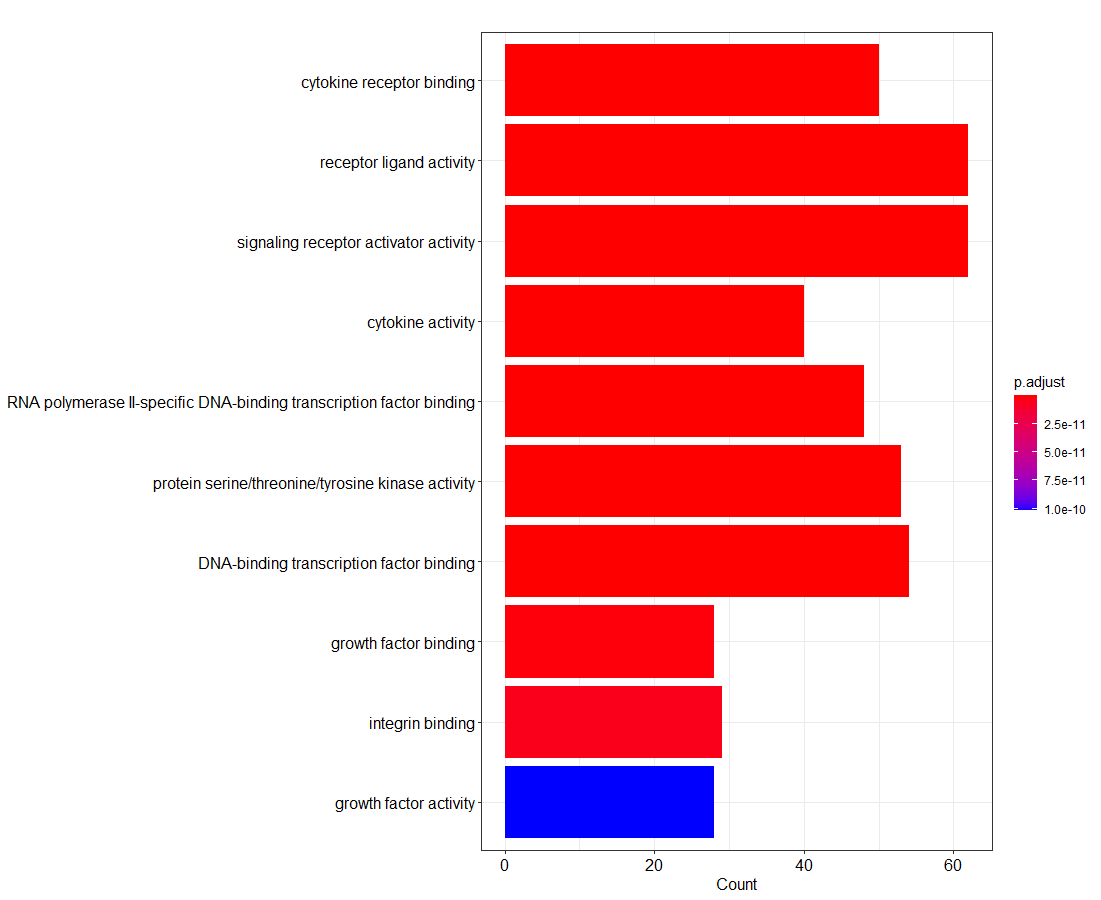 cytokine receptor binding
receptor ligand activity
signaling receptor activator activity
cytokine activity
RNA polymerase II-specific DNA-binding transcription factor binding
protein serine/threonine/tyrosine kinase activity
DNA-binding transcription factor binding
growth factor binding
integrin binding
growth factor activity
0 20 40 60
Count
p.adjust
2.5e-11
5.0e-11
7.5e-11
1.0e-10